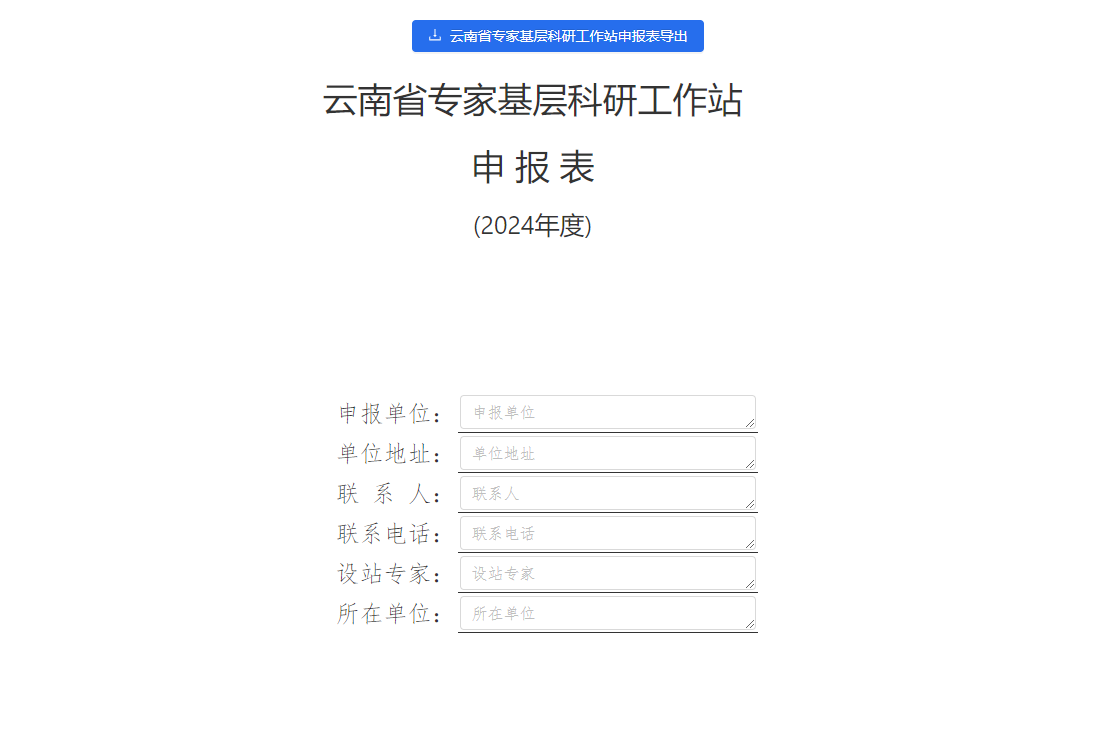 云南省专家基层科研工作站申报表导出
云南省专家基层科研工作站
申 报 表
(2024年度)
申报单位： 申报单位
单位地址： 单位地址
联 系 人： 联系人
联系电话： 联系电话
设站专家： 设站专家
所在单位： 所在单位